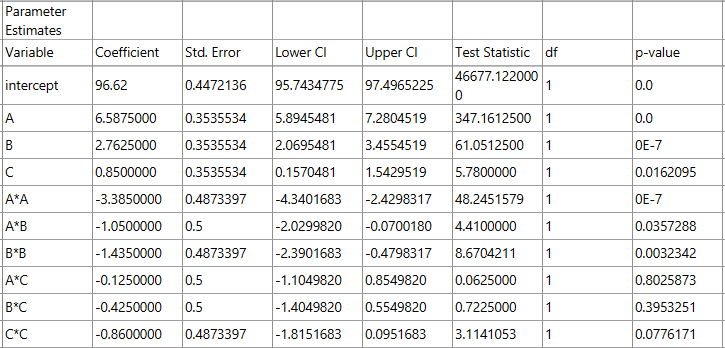 Parameter
Estimates
Variable Coefficient Std. Error Lower CI Upper CI Test Statistic df p-value
intercept 96.62 0.4472136 95.7434775 97.4965225 46677.122000
0 1 0.0
A 6.5875000 0.3535534 5.8945481 7.2804519 347.1612500 1 0.0
B 2.7625000 0.3535534 2.0695481 3.4554519 61.0512500 1 0E-7
C 0.8500000 0.3535534 0.1570481 1.5429519 5.7800000 1 0.0162095
A*A -3.3850000 0.4873397 -4.3401683 -2.4298317 48.2451579 1 0E-7
A*B -1.0500000 0.5 -2.0299820 -0.0700180 4.4100000 1 0.0357288
B*B -1.4350000 0.4873397 -2.3901683 -0.4798317 8.6704211 1 0.0032342
A*C -0.1250000 0.5 -1.1049820 0.8549820 0.0625000 1 0.8025873
B*C -0.4250000 0.5 -1.4049820 0.5549820 0.7225000 1 0.3953251
C*C -0.8600000 0.4873397 -1.8151683 0.0951683 3.1141053 1 0.0776171